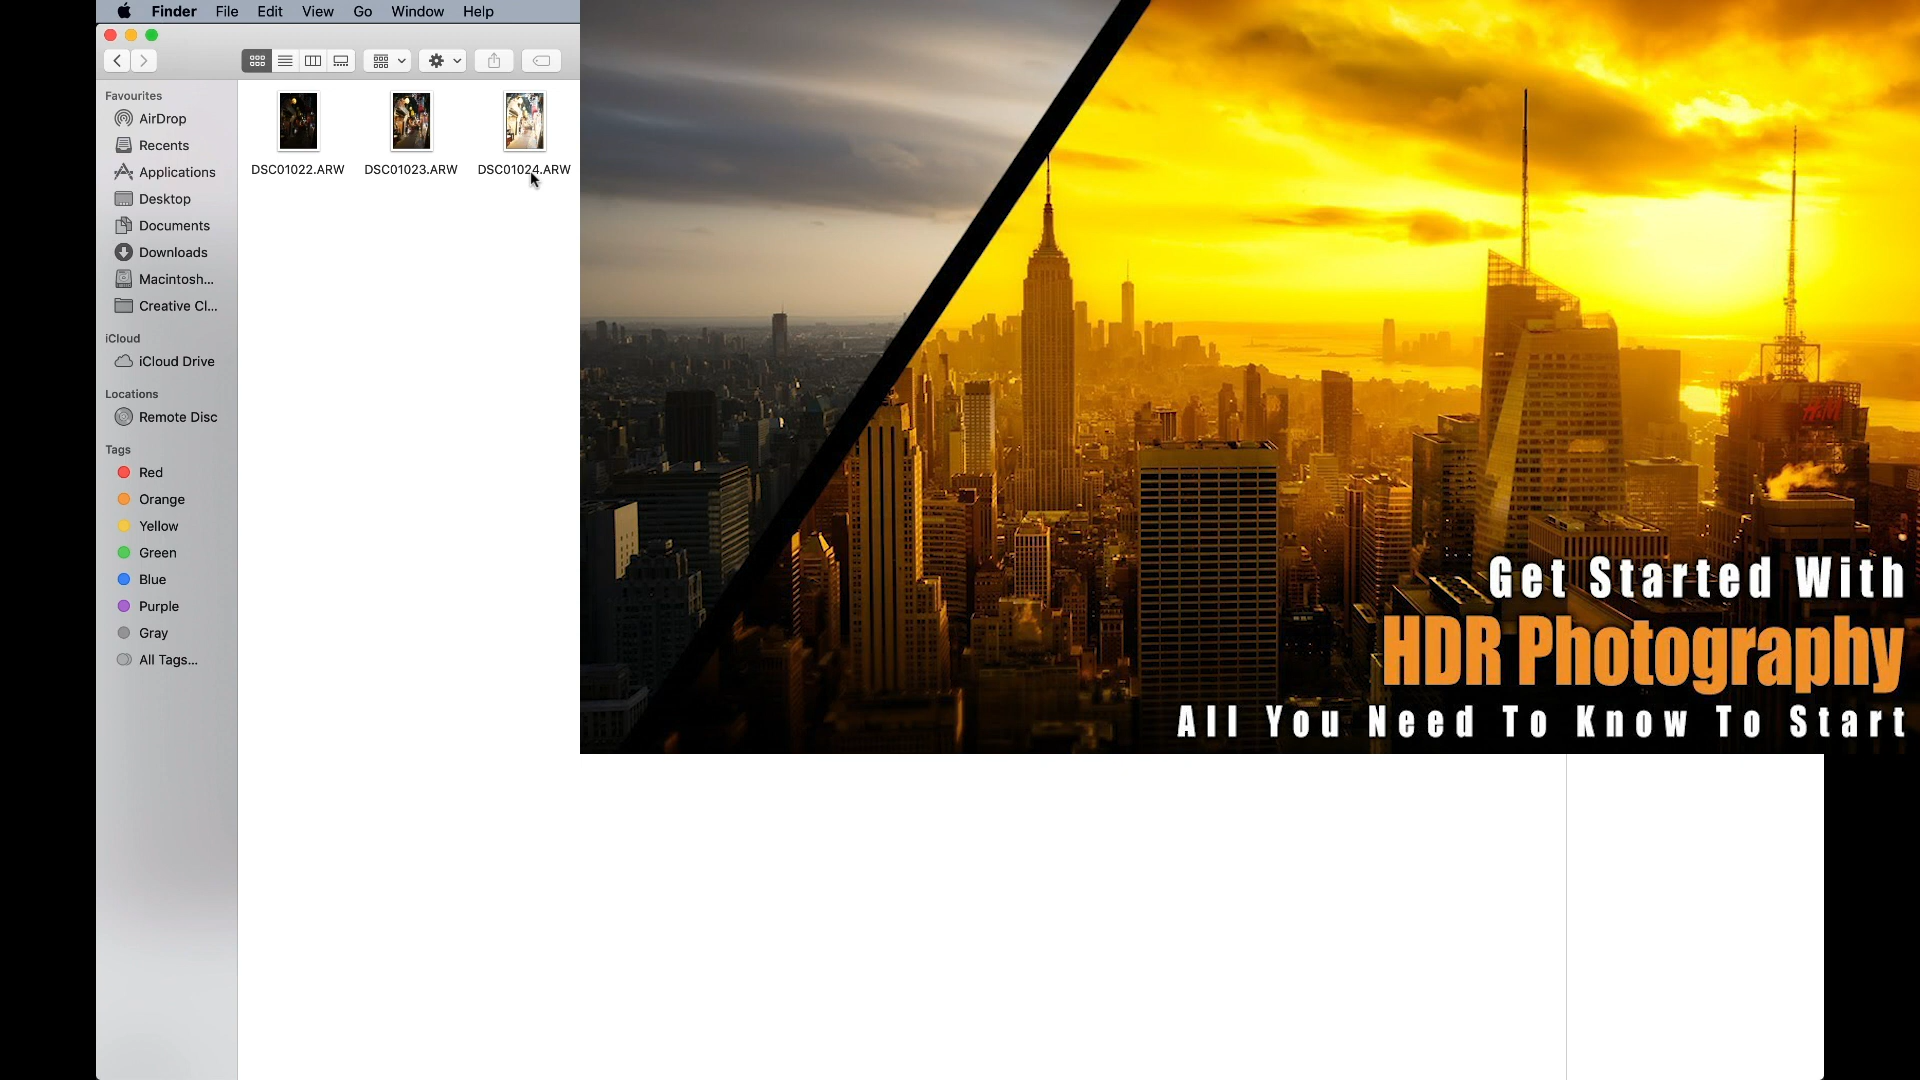 Finder File Edit View Go Window Help
Favourites
AirDrop
Recents
Applications
Desktop
Documents
Downloads
Macintosh...
Creative Cl...
iCloud
iCloud Drive
Locations
Remote Disc
Tags
Red
Orange
Yellow
Green
Blue
Purple
Gray
All Tags...
DSC01022.ARW DSC01023.ARW DSC01024.ARW
H&M
Get Started With
HDR Photography
All You Need To Know To Start